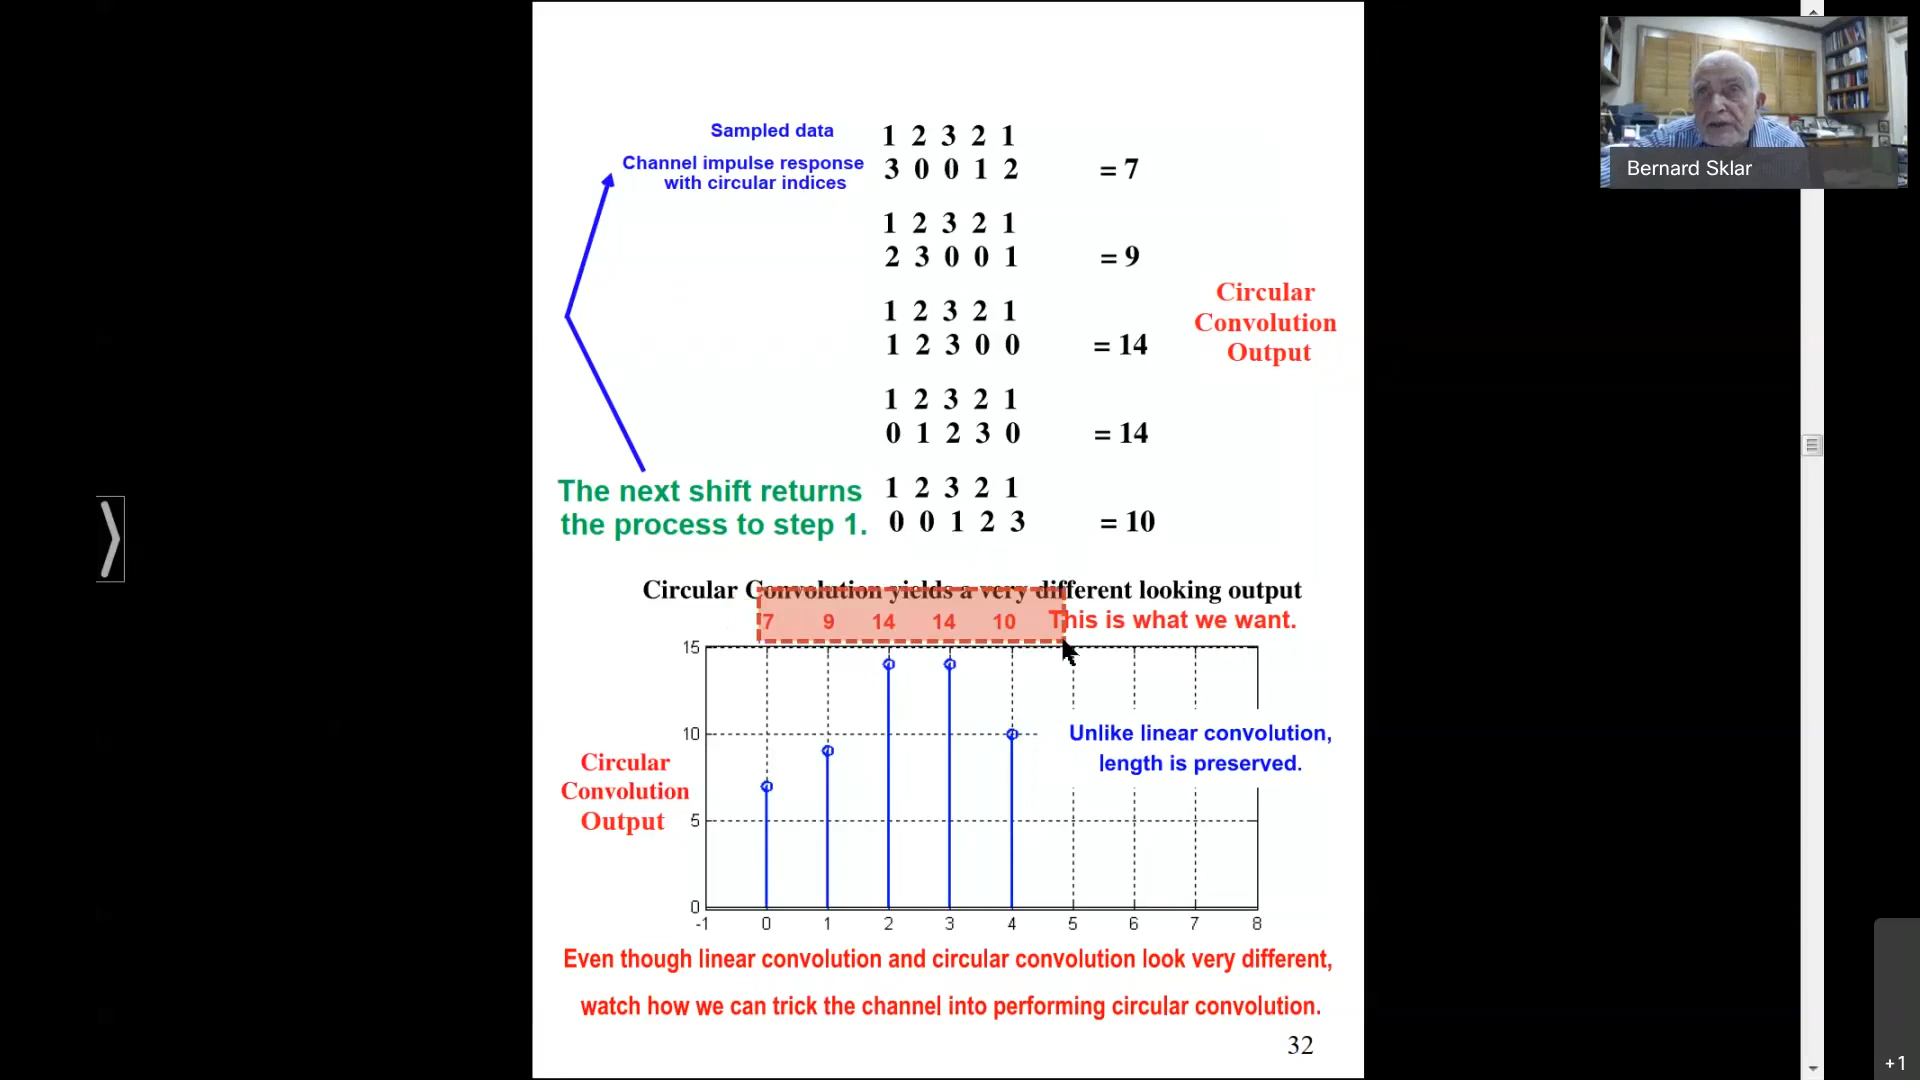 Sampled data 1 2 3 2 1
Channel impulse response 3 0 0 1 2 = 7
with circular indices
1 2 3 2 1
2 3 0 0 1 = 9
1 2 3 2 1
1 2 3 0 0 = 14
Circular
Convolution
Output
1 2 3 2 1
0 1 2 3 0 = 14
The next shift returns 1 2 3 2 1
the process to step 1. 0 0 1 2 3 = 10
Circular Convolution yields a very different looking output
7 9 14 14 10 This is what we want.
15
10
5
0
Unlike linear convolution,
length is preserved.
Circular
Convolution
Output
-1 0 1 2 3 4 5 6 7 8
Even though linear convolution and circular convolution look very different,
watch how we can trick the channel into performing circular convolution.
32
Bernard Sklar
+1